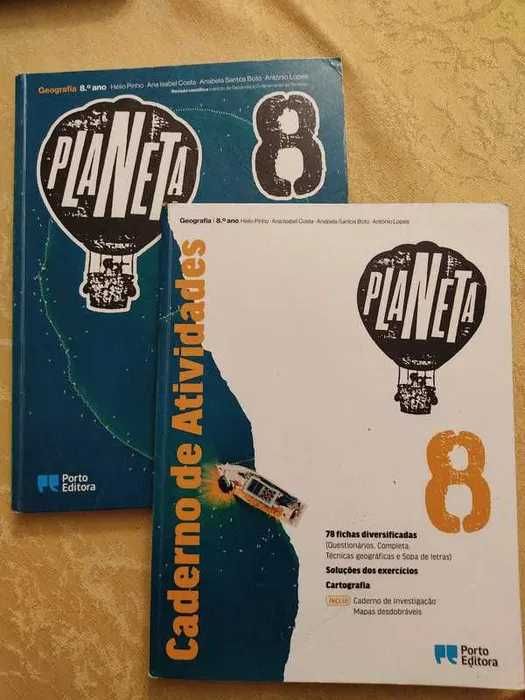 Geografia 8.º ano Hélio Pinho · Ana Isabel Costa · Anabela Santos Boto · António Lopes
Revisão científica
PLANETA
8
Porto
Editora
Geografia | 8.º ano Hélio Pinho · Ana Isabel Costa · Anabela Santos Boto · António Lopes
Caderno de Atividades
PLANETA
8
78 fichas diversificadas
(Questionários, Completa,
Técnicas geográficas e Sopa de letras)
Soluções dos exercícios
Cartografia
INCLUI Caderno de Investigação
Mapas desdobráveis
Porto
Editora